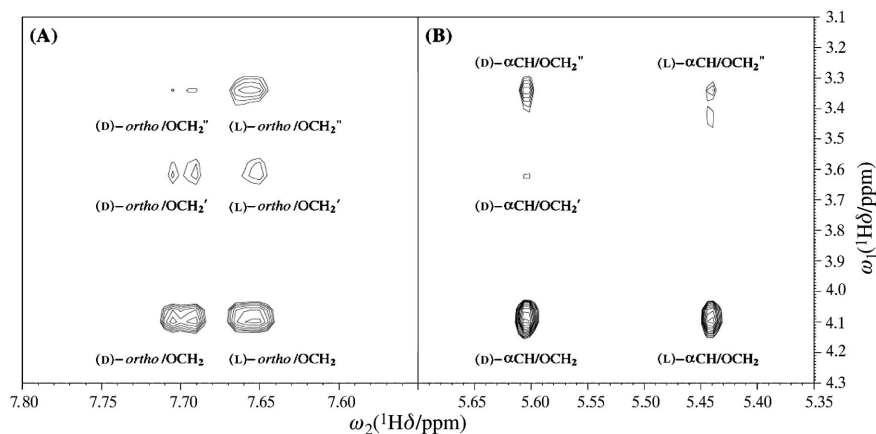 (A)
(B)
(D)-αCH/OCH₂"
(L)-αCH/OCH₂"
(D)-ortho/OCH₂"
(L)-ortho/OCH₂"
(D)-ortho/OCH₂'
(L)-ortho/OCH₂'
(D)-αCH/OCH₂'
(D)-ortho/OCH₂
(L)-ortho/OCH₂
(D)-αCH/OCH₂
(L)-αCH/OCH₂
3.1
3.2
3.3
3.4
3.5
3.6
3.7
3.8
3.9
4.0
4.1
4.2
4.3
ω₁(¹Hδ/ppm)
7.80
7.75
7.70
7.65
7.60
5.65
5.60
5.55
5.50
5.45
5.40
5.35
ω₂(¹Hδ/ppm)